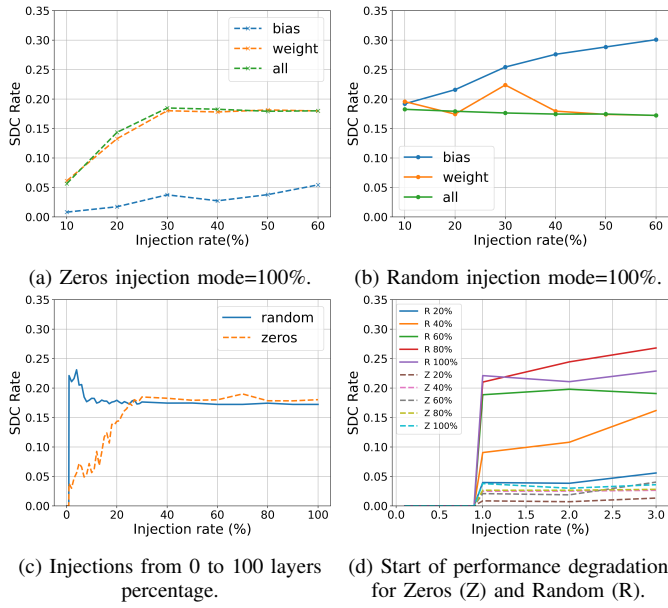 0.35
0.30
0.25
0.20
0.15
0.10
0.05
0.00
SDC Rate
bias
weight
all
10 20 30 40 50 60
Injection rate(%)
(a) Zeros injection mode=100%.
0.35
0.30
0.25
0.20
0.15
0.10
0.05
0.00
SDC Rate
bias
weight
all
10 20 30 40 50 60
Injection rate(%)
(b) Random injection mode=100%.
0.35
0.30
0.25
0.20
0.15
0.10
0.05
0.00
SDC Rate
random
zeros
0 20 40 60 80 100
Injection rate (%)
(c) Injections from 0 to 100 layers
percentage.
0.35
0.30
0.25
0.20
0.15
0.10
0.05
0.00
SDC Rate
R 20%
R 40%
R 60%
R 80%
R 100%
Z 20%
Z 40%
Z 60%
Z 80%
Z 100%
0.0 0.5 1.0 1.5 2.0 2.5 3.0
Injection rate (%)
(d) Start of performance degradation
for Zeros (Z) and Random (R).